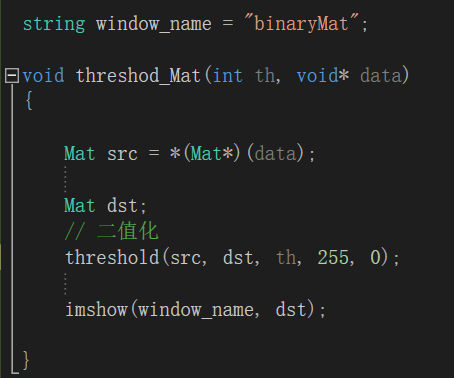 string window_name = "binaryMat";
void threshod_Mat(int th, void* data)
{
Mat src = *(Mat*)(data);
Mat dst;
// 二值化
threshold(src, dst, th, 255, 0);
imshow(window_name, dst);
}